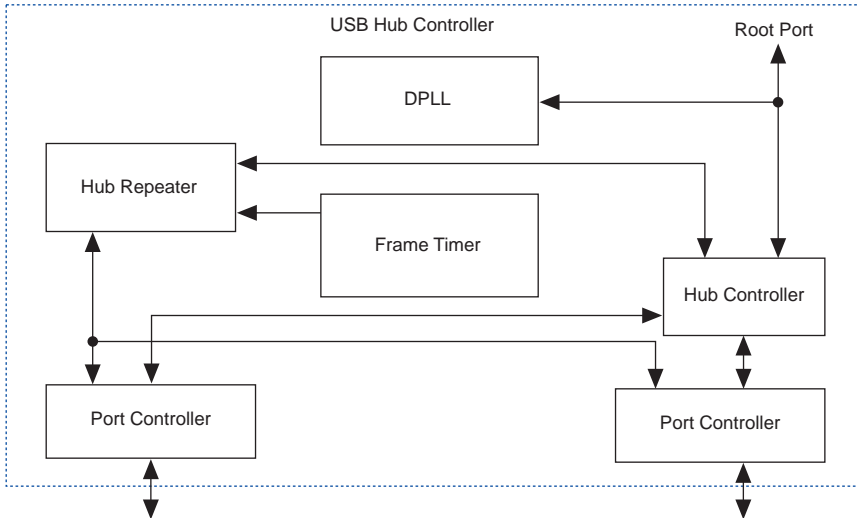 USB Hub Controller
Root Port
DPLL
Hub Repeater
Frame Timer
Hub Controller
Port Controller
Port Controller